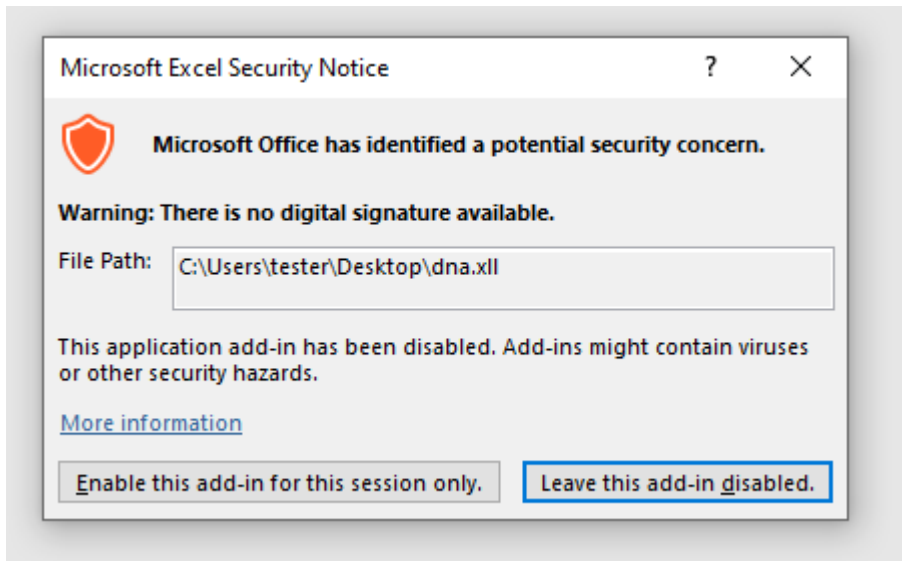 Microsoft Excel Security Notice ?
Microsoft Office has identified a potential security concern.
Warning: There is no digital signature available.
File Path: C:\Users\tester\Desktop\dna.xll
This application add-in has been disabled. Add-ins might contain viruses
or other security hazards.
More information
Enable this add-in for this session only. Leave this add-in disabled.